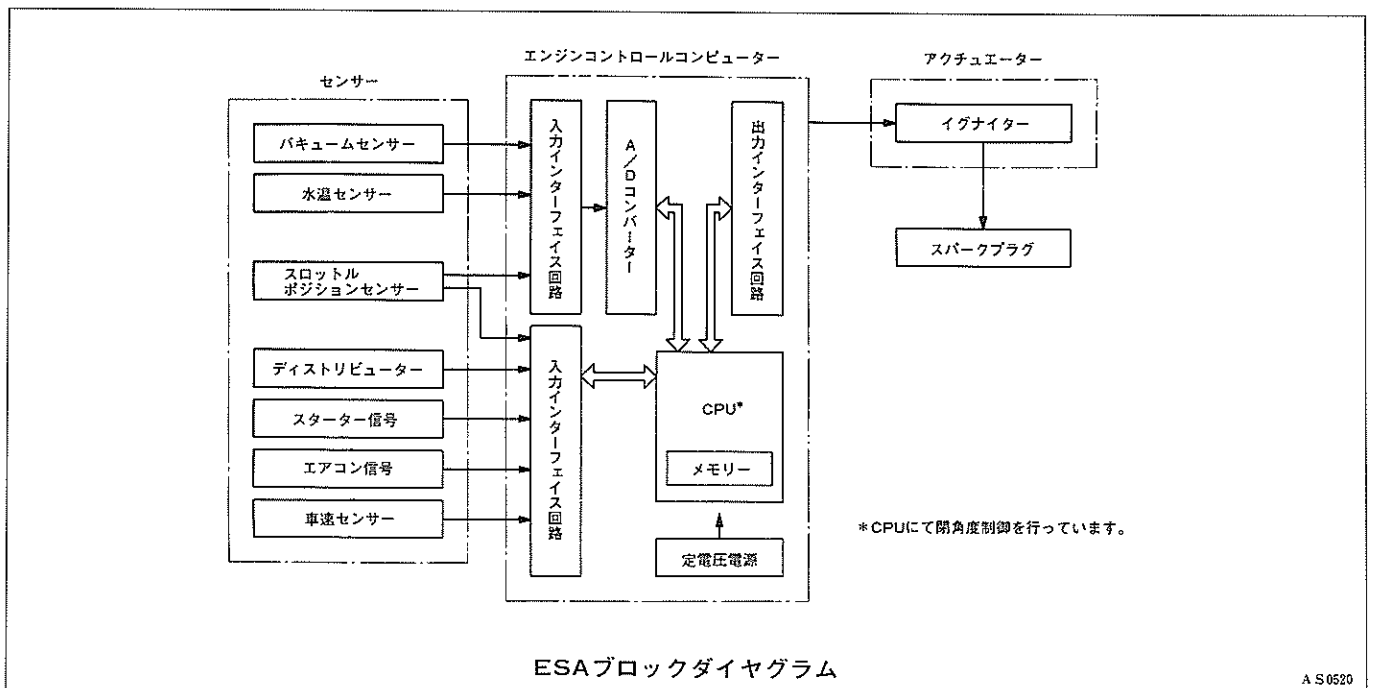 エンジンコントロールコンピューター
アクチュエーター
センサー
バキュームセンサー
水温センサー
スロットル
ポジションセンサー
ディストリビューター
スターター信号
エアコン信号
車速センサー
入力インターフェイス回路
A/Dコンバーター
出力インターフェイス回路
入力インターフェイス回路
CPU*
メモリー
定電圧電源
イグナイター
スパークプラグ
*CPUにて閉角度制御を行っています。
ESAブロックダイヤグラム
AS0520